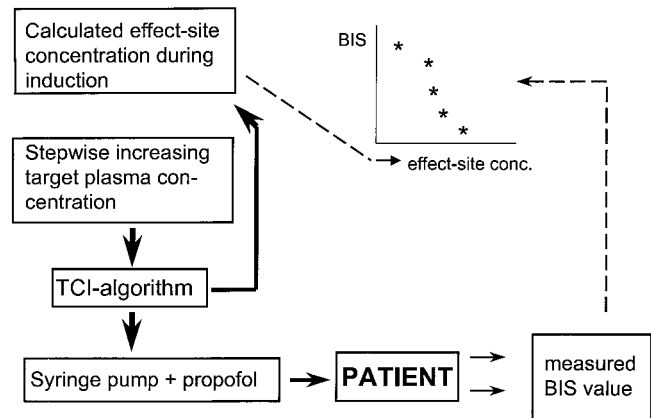 Calculated effect-site
concentration during
induction
BIS
*
*
*
*
*
effect-site conc.
Stepwise increasing
target plasma con-
centration
TCI-algorithm
Syringe pump + propofol
PATIENT
measured
BIS value